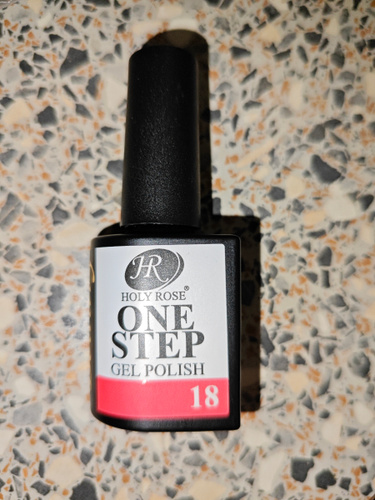 HR
HOLY ROSE®
ONE
STEP
GEL POLISH
18